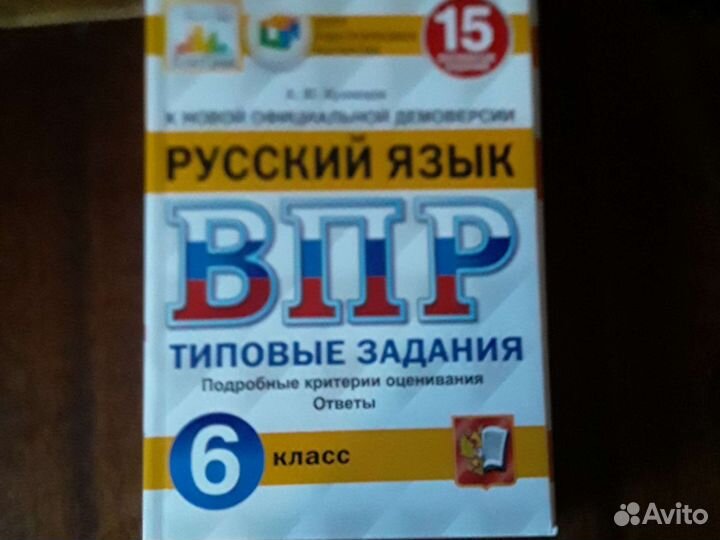 15
К НОВОЙ ОФИЦИАЛЬНОЙ ДЕМОВЕРСИИ
РУССКИЙ ЯЗЫК
ВПР
ТИПОВЫЕ ЗАДАНИЯ
Подробные критерии оценивания
Ответы
6 класс
Avito